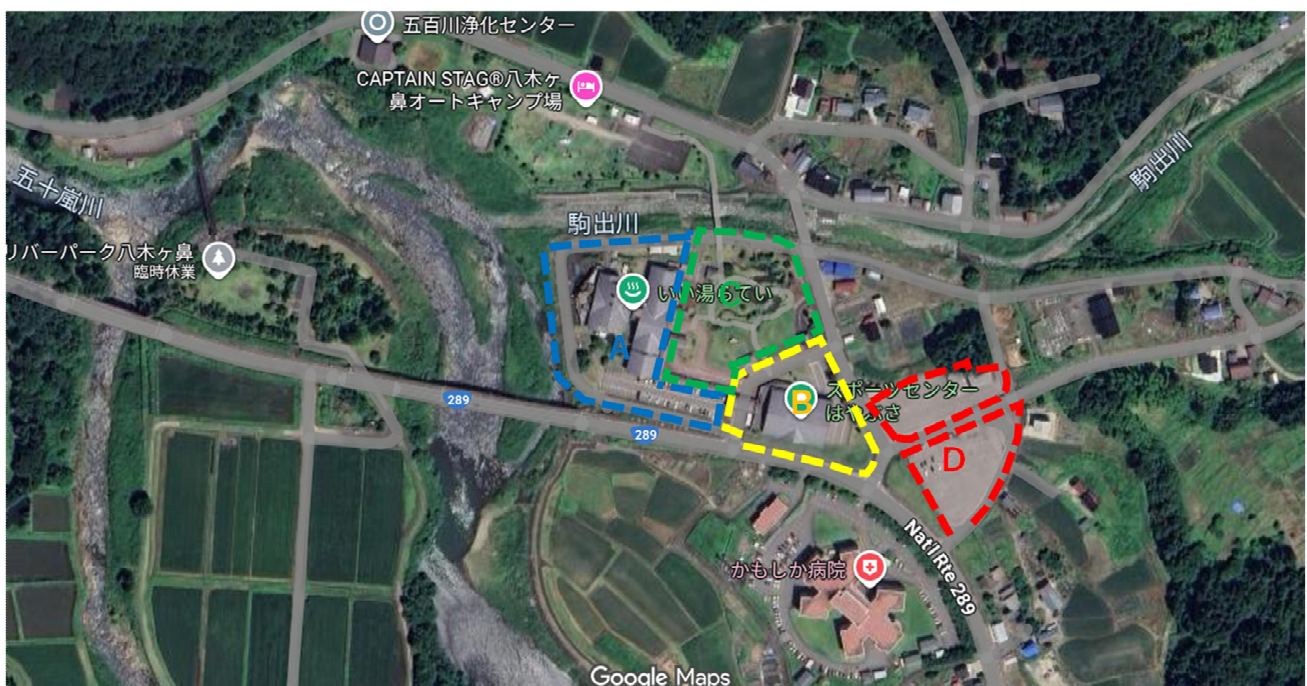 五百川浄化センター
CAPTAIN STAG®八木ヶ
鼻オートキャンプ場
駒出川
五十嵐川
駒出川
リバーパーク八木ヶ鼻
臨時休業
いい湯らてい
C
A
スポーツセンター
はやぶさ
B
289
289
D
Nat'l Rte 289
かもしか病院
Google Maps